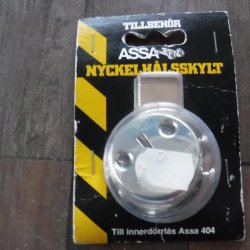 TILLBEHÖR
ASSA
NYCKELHÅLSSKYLT
Till innerdörrlås Assa 404